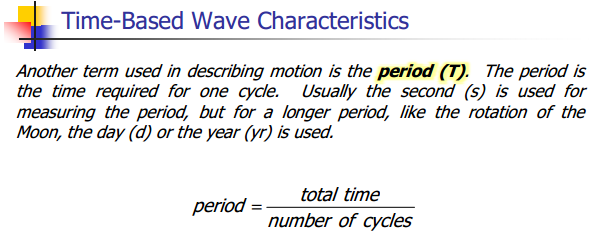 Time-Based Wave Characteristics
Another term used in describing motion is the period (T). The period is
the time required for one cycle. Usually the second (s) is used for
measuring the period, but for a longer period, like the rotation of the
Moon, the day (d) or the year (yr) is used.
period = total time
number of cycles